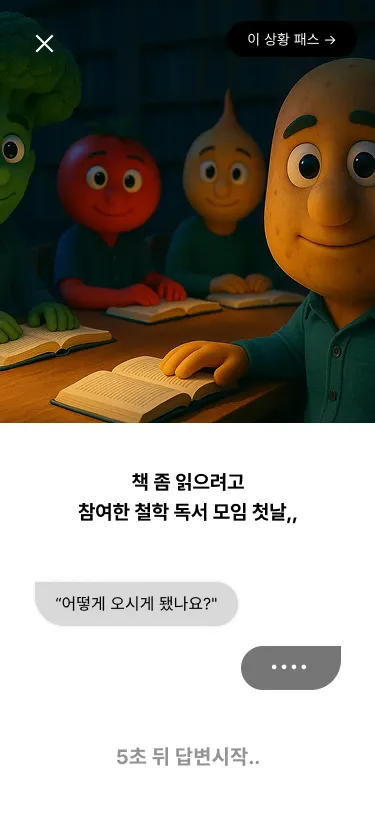 이 상황 패스 →
책 좀 읽으려고
참여한 철학 독서 모임 첫날,,
“어떻게 오시게 됐나요?"
••••
5초 뒤 답변시작..